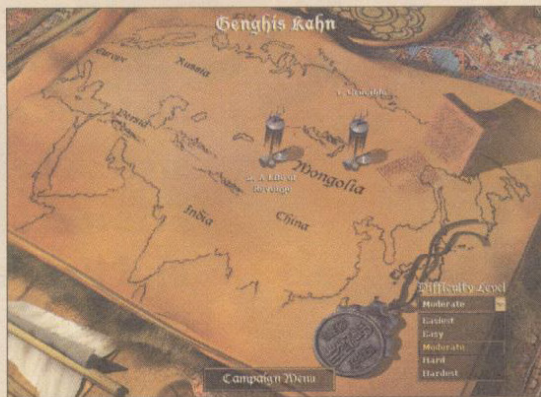 Genghis Kahn
Europe
Russia
Persia
Mongolia
India
China
Difficulty Level
Moderate
Easiest
Easy
Moderate
Hard
Hardest
Campaign Menu